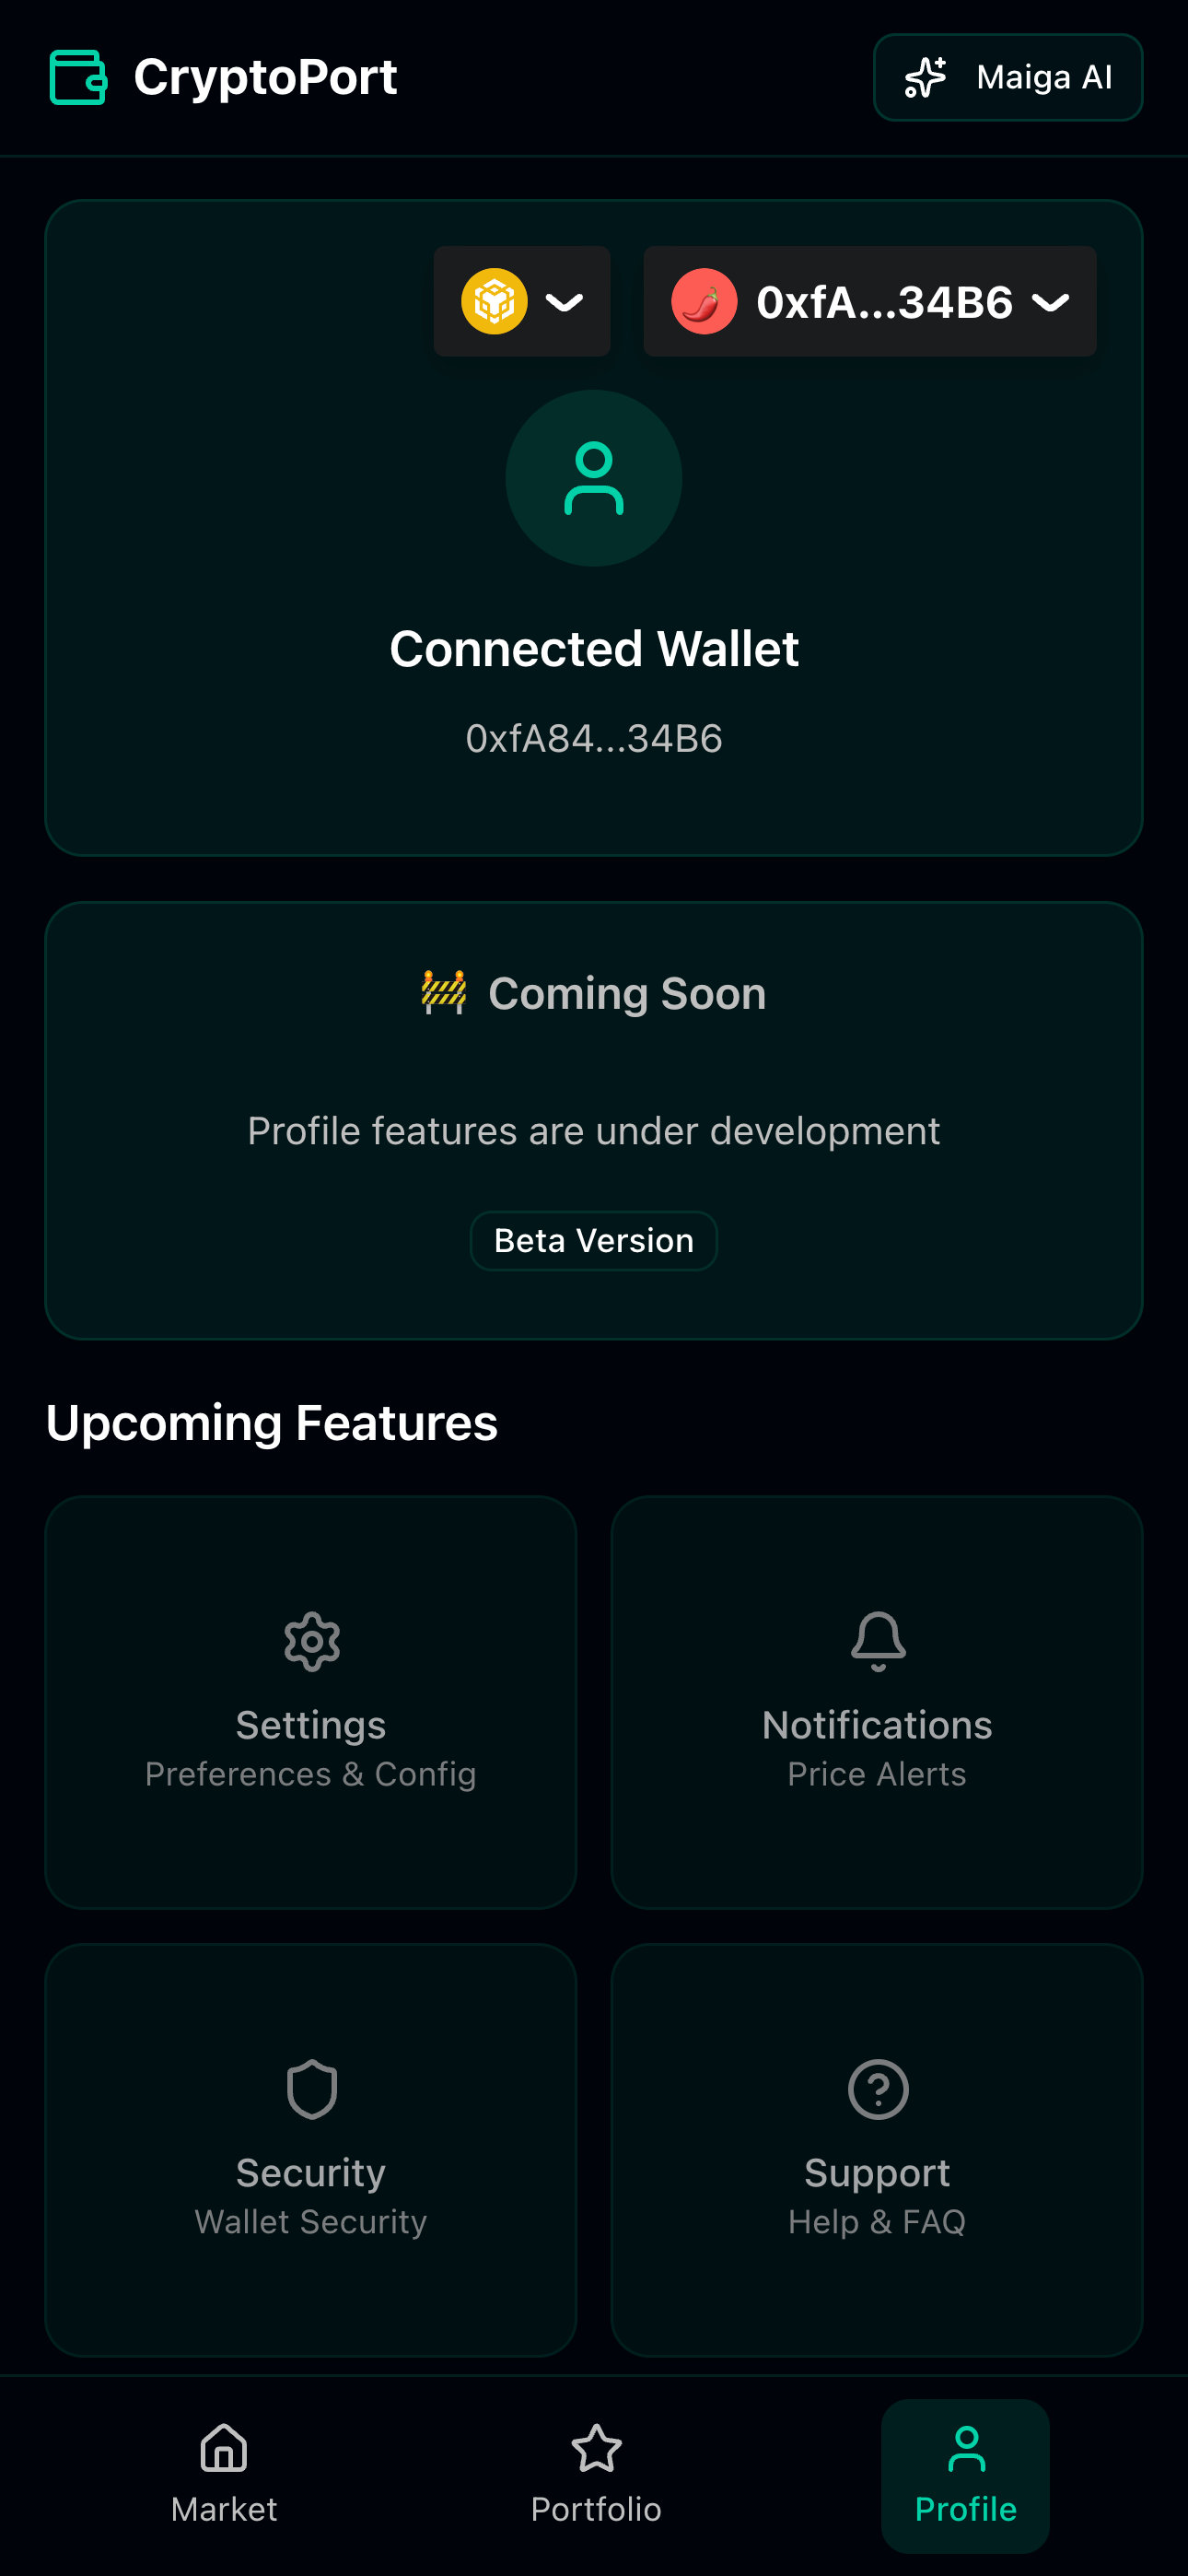 CryptoPort
Maiga AI
0xfA...34B6
Connected Wallet
0xfA84...34B6
🚧 Coming Soon
Profile features are under development
Beta Version
Upcoming Features
Settings
Preferences & Config
Notifications
Price Alerts
Security
Wallet Security
Support
Help & FAQ
Market
Portfolio
Profile